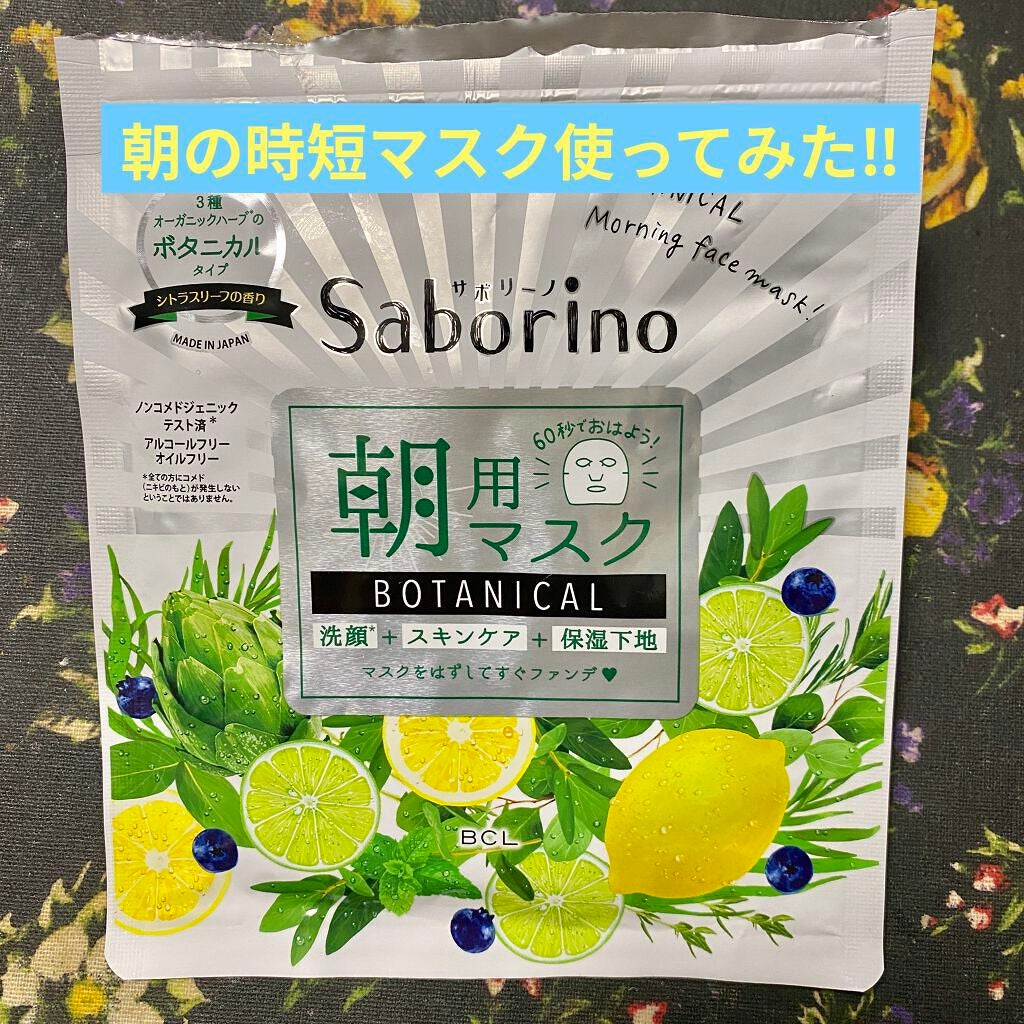 朝の時短マスク使ってみた!!
3種
オーガニックハーブ*の
ボタニカル
タイプ
シトラスリーフの香り
MADE IN JAPAN
Morning face mask!
サボリーノ
Saborino
ノンコメドジェニック
テスト済*
アルコールフリー
オイルフリー
*全ての方にコメド
(ニキビのもと)が発生しない
ということではありません。
60秒でおはよう!
朝用マスク
BOTANICAL
洗顔*+スキンケア+保湿下地
マスクをはずしてすぐファンデ♥
BCL